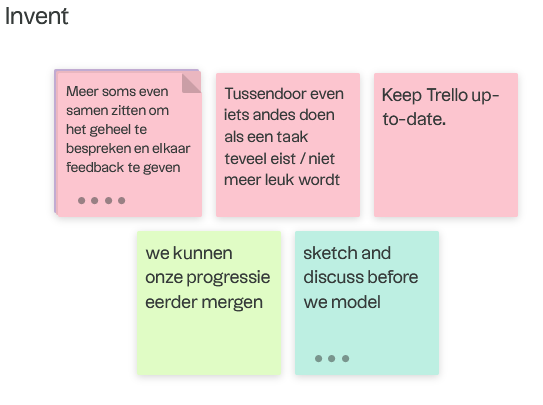 Invent
Meer soms even
samen zitten om
het geheel te
bespreken en elkaar
feedback te geven
Tussendoor even
iets andes doen
als een taak
teveel eist / niet
meer leuk wordt
Keep Trello up-
to-date.
we kunnen
onze progressie
eerder mergen
sketch and
discuss before
we model